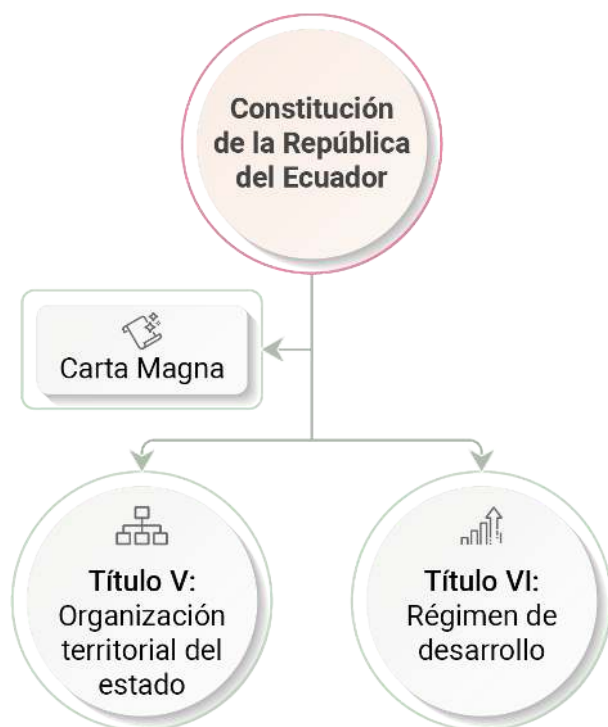 Constitución
de la República
del Ecuador
Carta Magna
Título V:
Organización
territorial del
estado
Título VI:
Régimen de
desarrollo